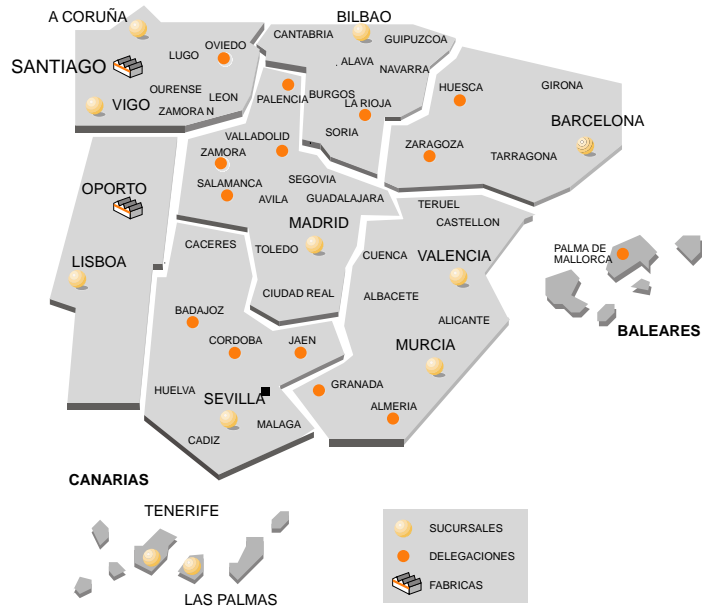 A CORUÑA
BILBAO
CANTABRIA
GUIPUZCOA
LUGO
OVIEDO
SANTIAGO
ALAVA
NAVARRA
OURENSE
LEON
PALENCIA
BURGOS
HUESCA
GIRONA
VIGO
ZAMORA N
LA RIOJA
BARCELONA
VALLADOLID
SORIA
ZARAGOZA
TARRAGONA
ZAMORA
SALAMANCA
SEGOVIA
OPORTO
AVILA
GUADALAJARA
TERUEL
CASTELLON
MADRID
CACERES
TOLEDO
CUENCA
VALENCIA
PALMA DE
MALLORCA
LISBOA
CIUDAD REAL
ALBACETE
BADAJOZ
ALICANTE
BALEARES
CORDOBA
JAEN
MURCIA
HUELVA
SEVILLA
GRANADA
ALMERIA
MALAGA
CADIZ
CANARIAS
TENERIFE
LAS PALMAS
SUCURSALES
DELEGACIONES
FABRICAS